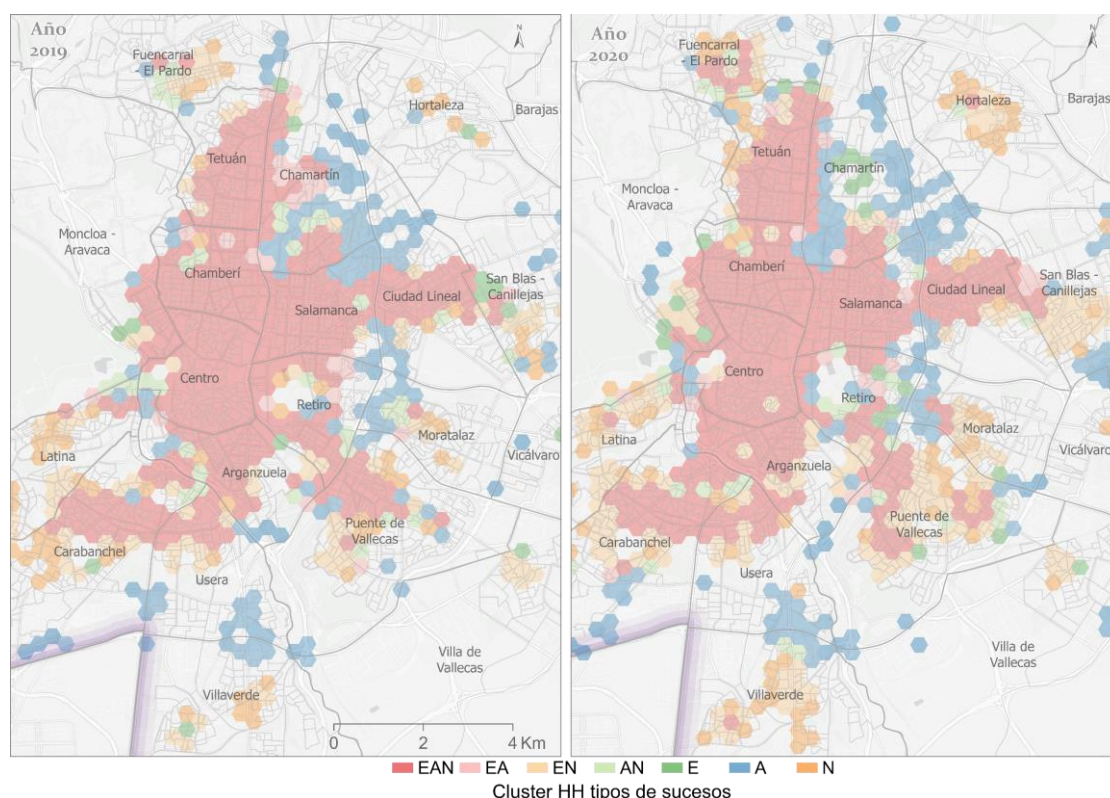 Año
2019
N
Fuencarral
- El Pardo
Hortaleza
Barajas
Tetuán
Chamartín
Moncloa -
Aravaca
Chamberí
San Blas -
Canillejas
Salamanca
Ciudad Lineal
Centro
Retiro
Moratalaz
Latina
Vicálvaro
Arganzuela
Puente de
Vallecas
Carabanchel
Usera
Villa de
Vallecas
Villaverde
0 2 4 Km
Año
2020
N
Fuencarral
- El Pardo
Hortaleza
Barajas
Tetuán
Chamartín
Moncloa -
Aravaca
Chamberí
San Blas -
Canillejas
Ciudad Lineal
Salamanca
Centro
Retiro
Moratalaz
Latina
Vicálvaro
Arganzuela
Puente de
Vallecas
Carabanchel
Usera
Villa de
Vallecas
Villaverde
EAN EA EN AN E A N
Cluster HH tipos de sucesos